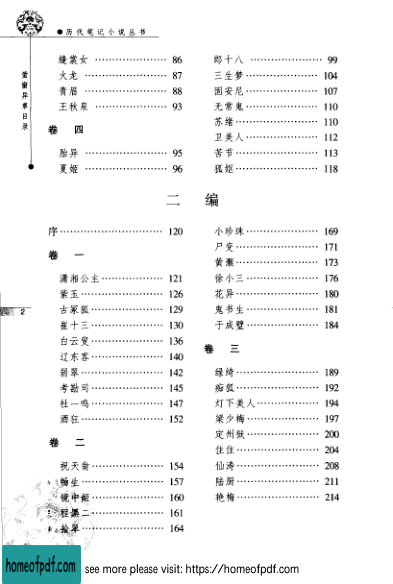 ●历代笔记小说丛书
萤窗异草目录
缝裳女 86
火龙 87
青眉 88
王秋泉 93
卷 四
胎异 95
夏姬 96
郎十八 99
三生梦 104
固安尼 107
无常鬼 110
苏绪 110
卫美人 112
苦节 113
狐妪 118
二 编
序 120
卷 一
潇湘公主 121
紫玉 126
古冢狐 129
崔十三 130
白云叟 136
辽东客 140
翡翠 142
考勘司 145
杜一鸣 147
酒狂 152
卷 二
祝天翁 154
畅生 157
镜中姬 160
程黑二 161
拾翠 164
小珍珠 169
尸变 171
黄灏 173
徐小三 176
花异 180
鬼书生 181
于成璧 184
卷 三
绿绮 189
痴狐 192
灯下美人 194
梁少梅 197
定州狱 200
住住 204
仙涛 208
陆厨 211
艳梅 214
2
homeofpdf.com
see more please visit: https://homeofpdf.com